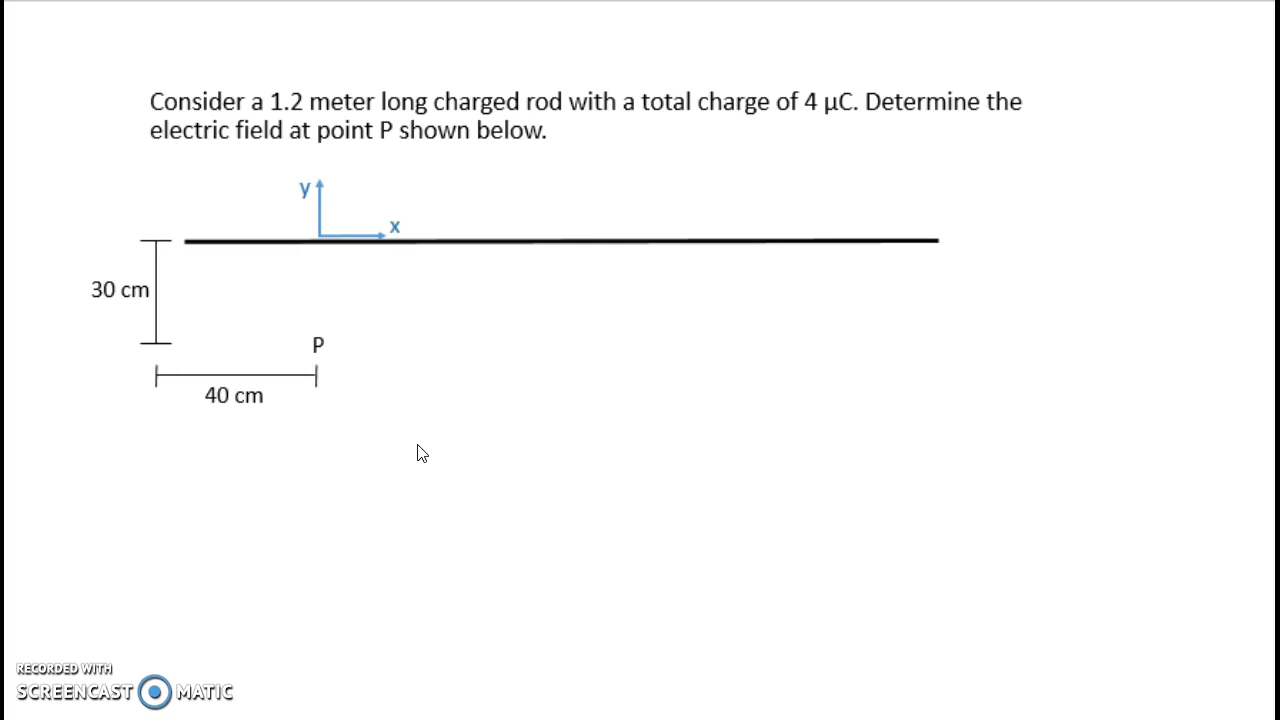 Consider a 1.2 meter long charged rod with a total charge of 4 μC. Determine the
electric field at point P shown below.
y
x
30 cm
P
40 cm
RECORDED WITH
SCREENCAST MATIC